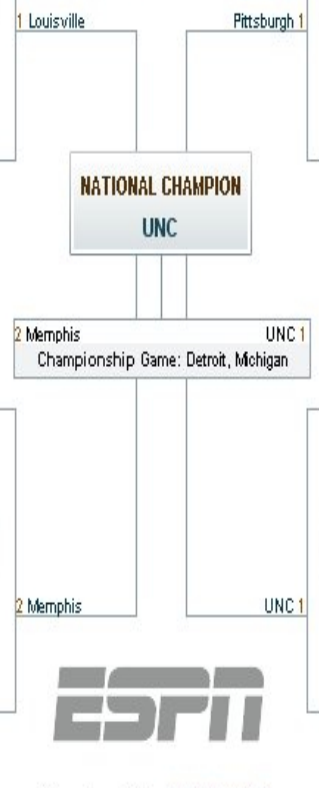 1 Louisville Pittsburgh 1
NATIONAL CHAMPION
UNC
2 Memphis UNC 1
Championship Game: Detroit, Michigan
2 Memphis UNC 1
ESPN